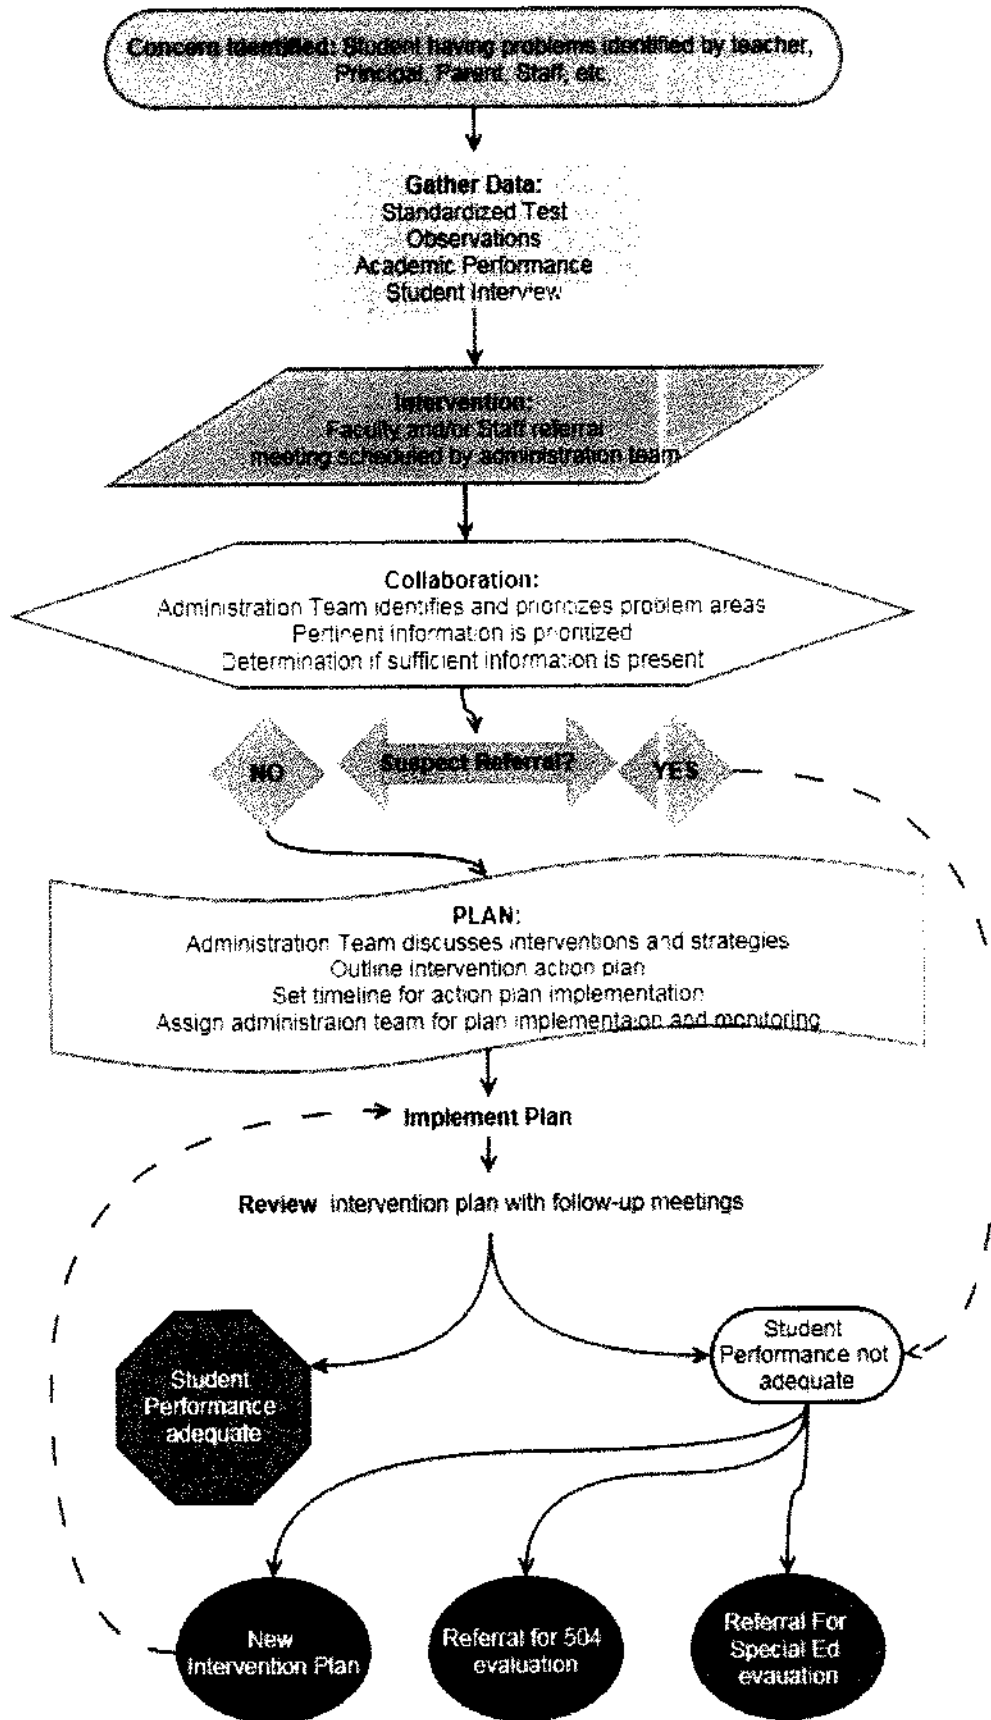 Concern Identified: Student having problems identified by teacher,
Principal, Parent, Staff, etc.
Gather Data:
Standardized Test
Observations
Academic Performance
Student Interview
Intervention:
Faculty and/or Staff referral
meeting scheduled by administration team
Collaboration:
Administration Team identifies and prioritizes problem areas
Pertinent information is prioritized
Determination if sufficient information is present
NO
Suspect Referral?
YES
PLAN:
Administration Team discusses interventions and strategies
Outline intervention action plan
Set timeline for action plan implementation
Assign administraion team for plan implementaion and monitoring
Implement Plan
Review intervention plan with follow-up meetings
Student
Performance
adequate
Student
Performance not
adequate
New
Intervention Plan
Referral for 504
evaluation
Referral For
Special Ed
evauation